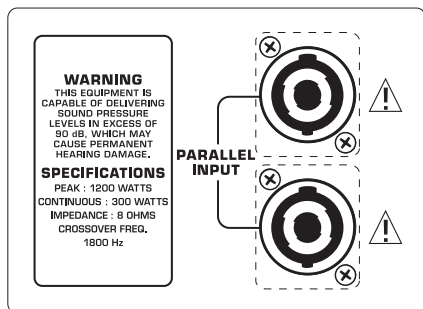 WARNING
THIS EQUIPMENT IS
CAPABLE OF DELIVERING
SOUND PRESSURE
LEVELS IN EXCESS OF
90 dB, WHICH MAY
CAUSE PERMANENT
HEARING DAMAGE.
SPECIFICATIONS
PEAK : 1200 WATTS
CONTINUOUS : 300 WATTS
IMPEDANCE : 8 OHMS
CROSSOVER FREQ.
1800 Hz
PARALLEL
INPUT